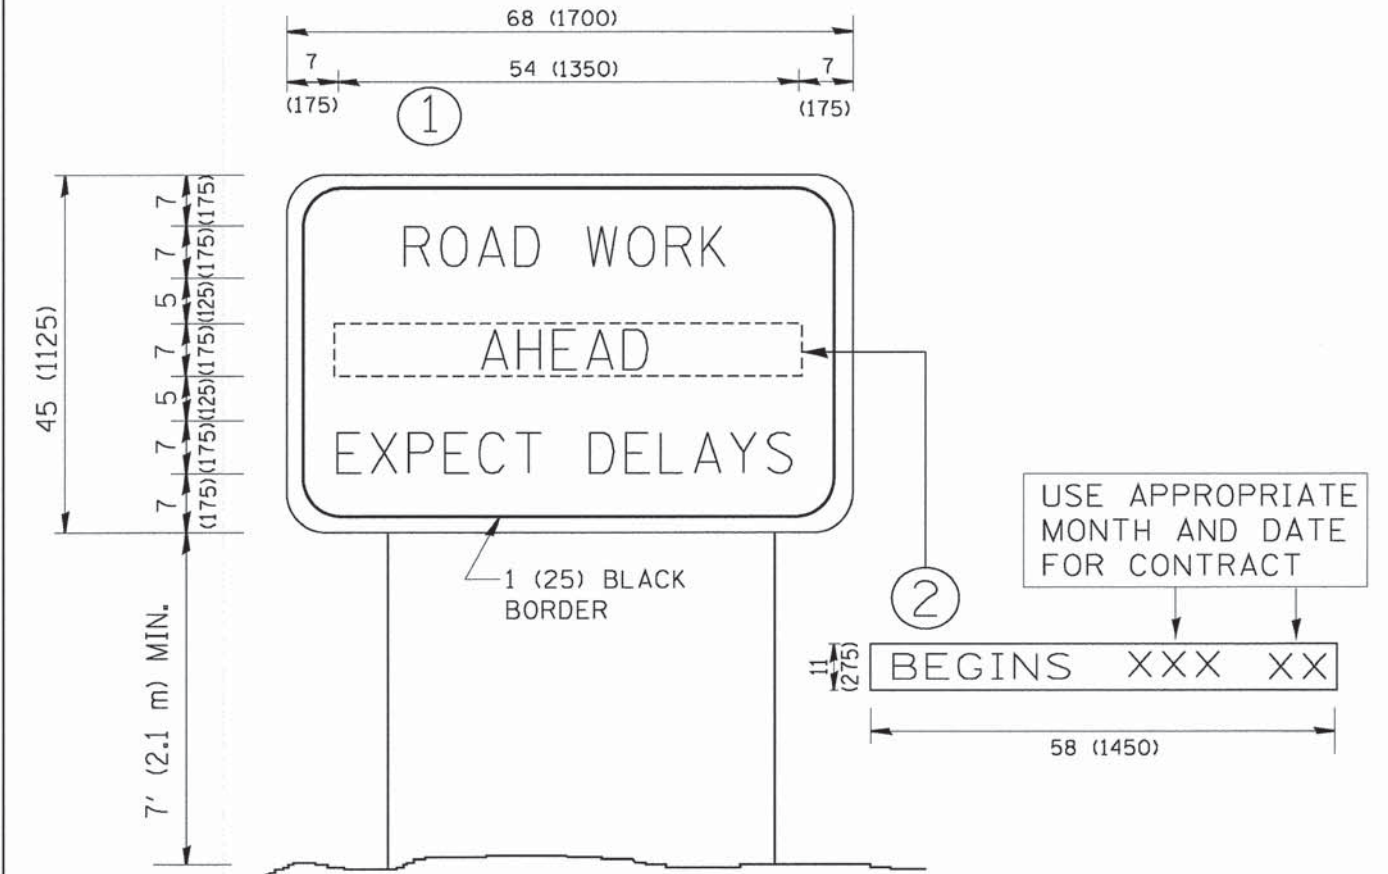 68 (1700)
7 54 (1350) 7
(175) (175)
1
45 (1125)
7 (175)
7 (175)
5 (125)
7 (175)
5 (125)
7 (175)
7 (175)
ROAD WORK
AHEAD
EXPECT DELAYS
7' (2.1 m) MIN.
1 (25) BLACK
BORDER
2
USE APPROPRIATE
MONTH AND DATE
FOR CONTRACT
11
(275)
BEGINS XXX XX
58 (1450)